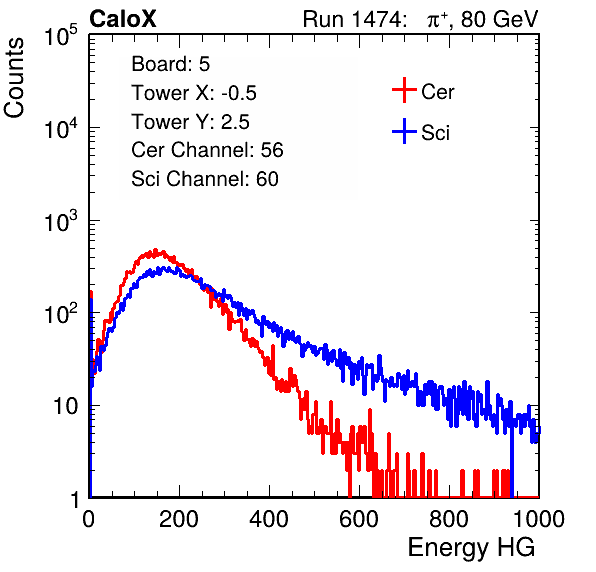 CaloX Run 1474: π⁺, 80 GeV
Counts
10⁵
10⁴
10³
10²
10
1
Board: 5
Tower X: -0.5
Tower Y: 2.5
Cer Channel: 56
Sci Channel: 60
Cer
Sci
0 200 400 600 800 1000
Energy HG